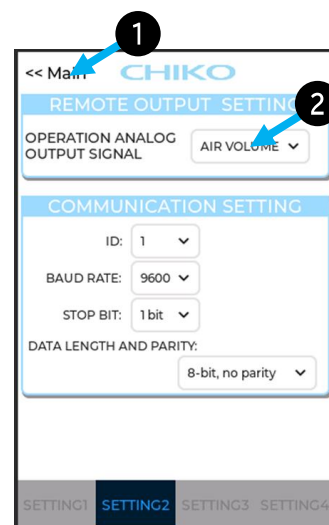 1
<< Main CHIKO
REMOTE OUTPUT SETTING
2
OPERATION ANALOG
OUTPUT SIGNAL
AIR VOLUME
COMMUNICATION SETTING
ID: 1
BAUD RATE: 9600
STOP BIT: 1 bit
DATA LENGTH AND PARITY:
8-bit, no parity
SETTING1 SETTING2 SETTING3 SETTING4